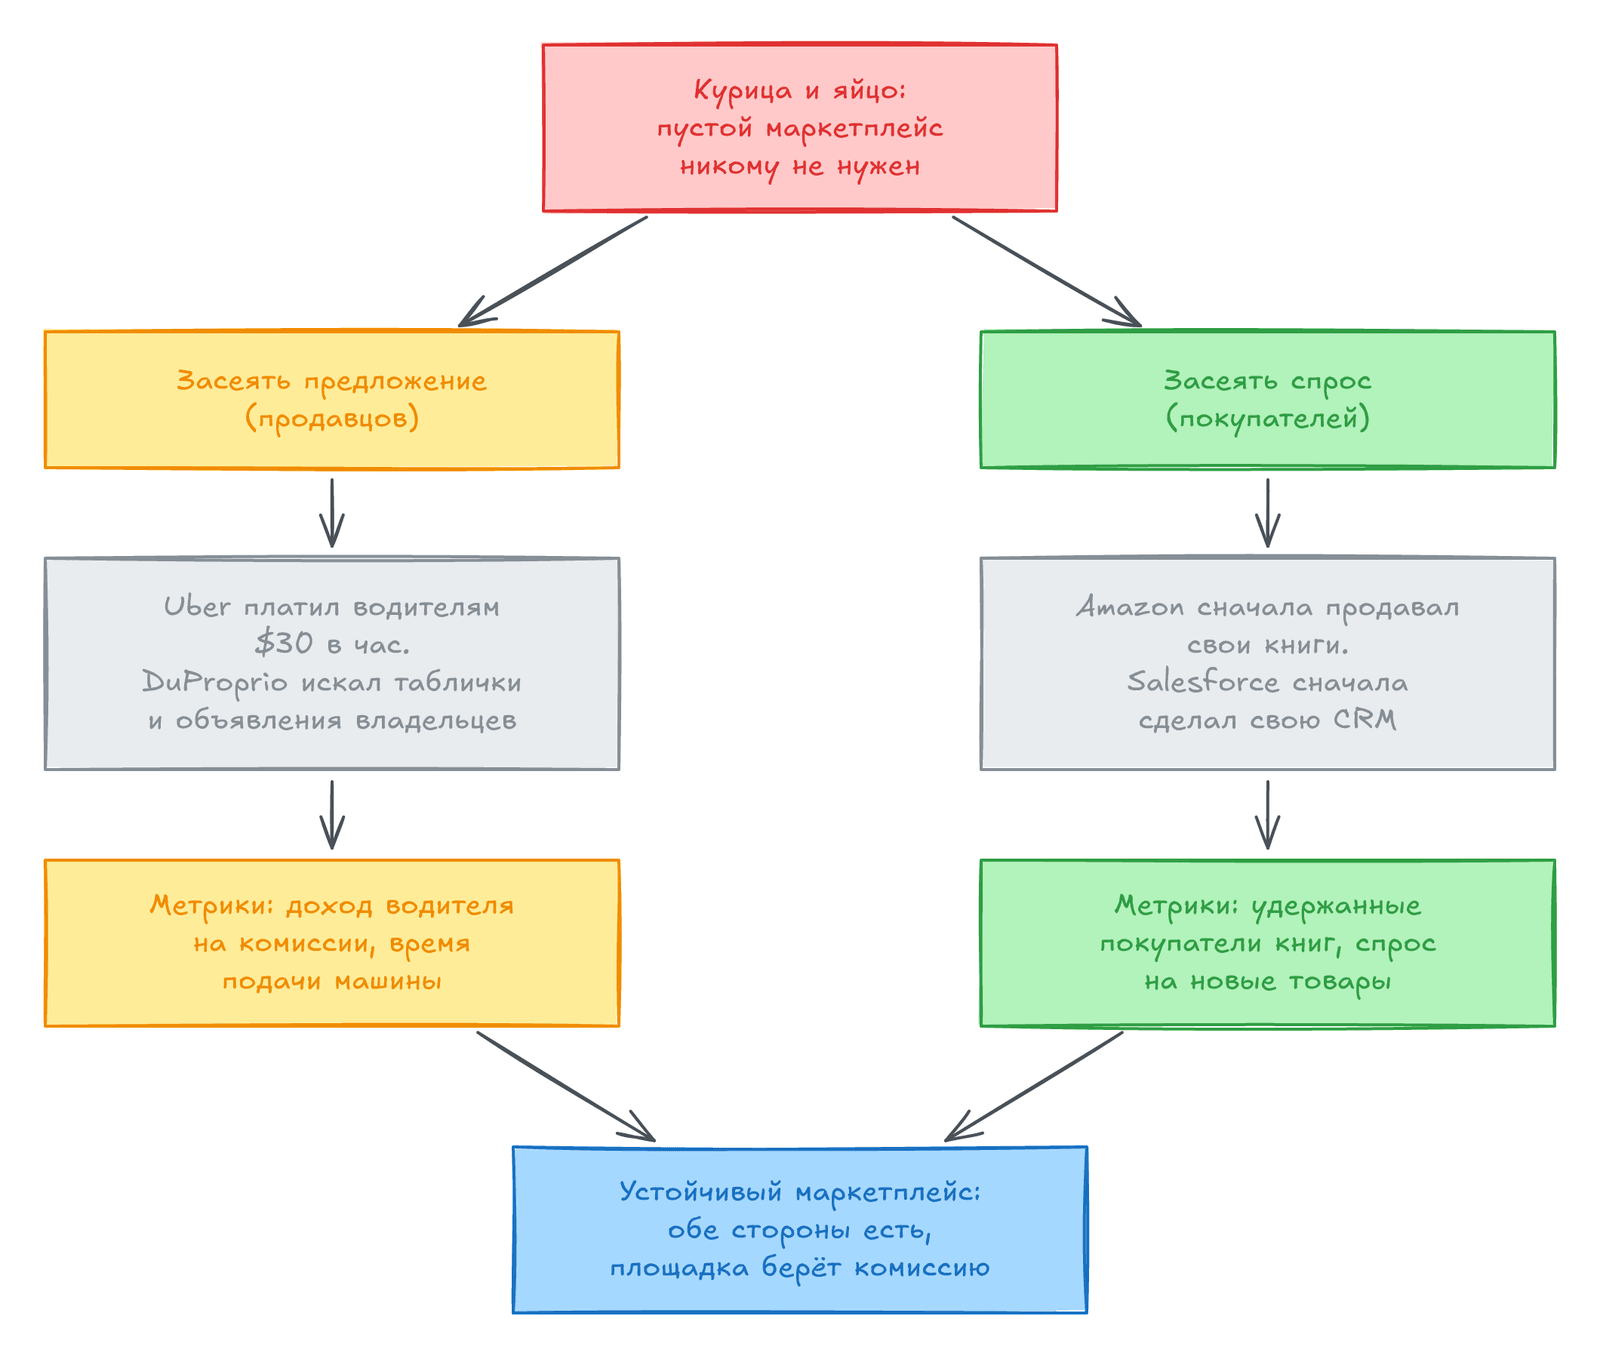 Курица и яйцо:
пустой маркетплейс
никому не нужен
Засеять предложение
(продавцов)
Засеять спрос
(покупателей)
Uber платил водителям
$30 в час.
DuProprio искал таблички
и объявления владельцев
Amazon сначала продавал
свои книги.
Salesforce сначала
сделал свою CRM
Метрики: доход водителя
на комиссии, время
подачи машины
Метрики: удержанные
покупатели книг, спрос
на новые товары
Устойчивый маркетплейс:
обе стороны есть,
площадка берёт комиссию